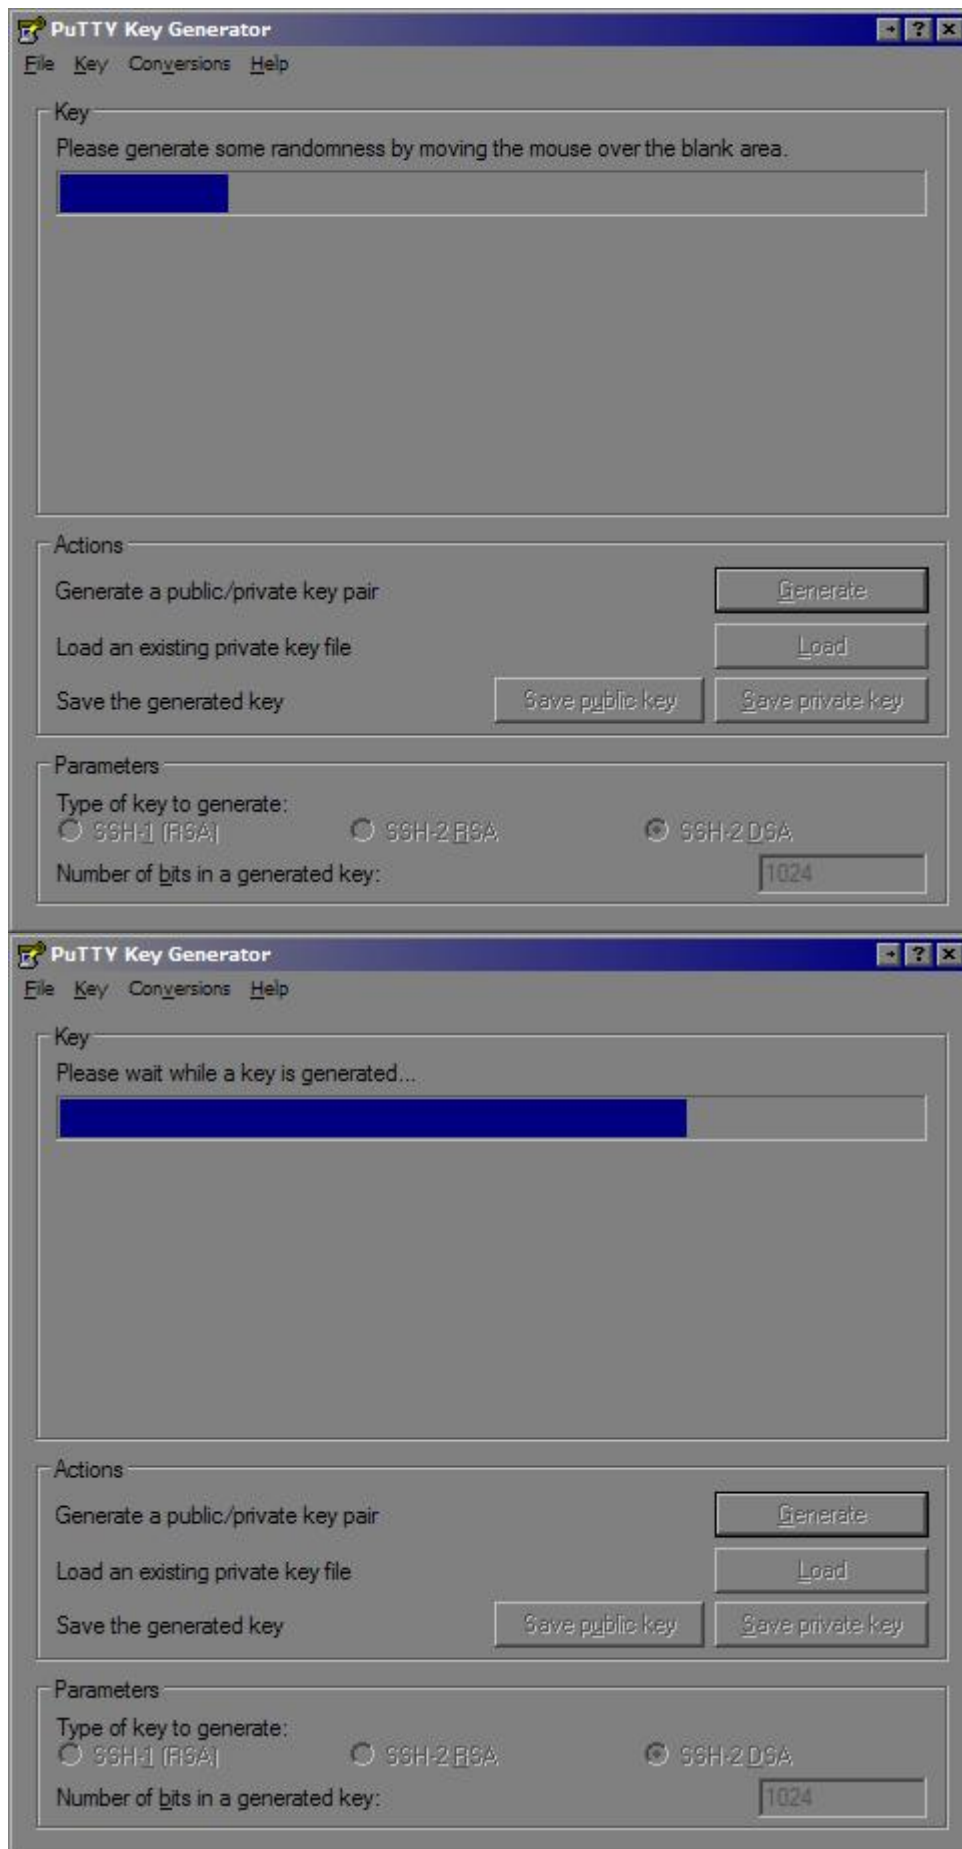 PuTTY Key Generator
File Key Conversions Help
Key
Please generate some randomness by moving the mouse over the blank area.
Actions
Generate a public/private key pair Generate
Load an existing private key file Load
Save the generated key Save public key Save private key
Parameters
Type of key to generate:
SSH-1 (RSA) SSH-2 RSA SSH-2 DSA
Number of bits in a generated key: 1024
PuTTY Key Generator
File Key Conversions Help
Key
Please wait while a key is generated...
Actions
Generate a public/private key pair Generate
Load an existing private key file Load
Save the generated key Save public key Save private key
Parameters
Type of key to generate:
SSH-1 (RSA) SSH-2 RSA SSH-2 DSA
Number of bits in a generated key: 1024